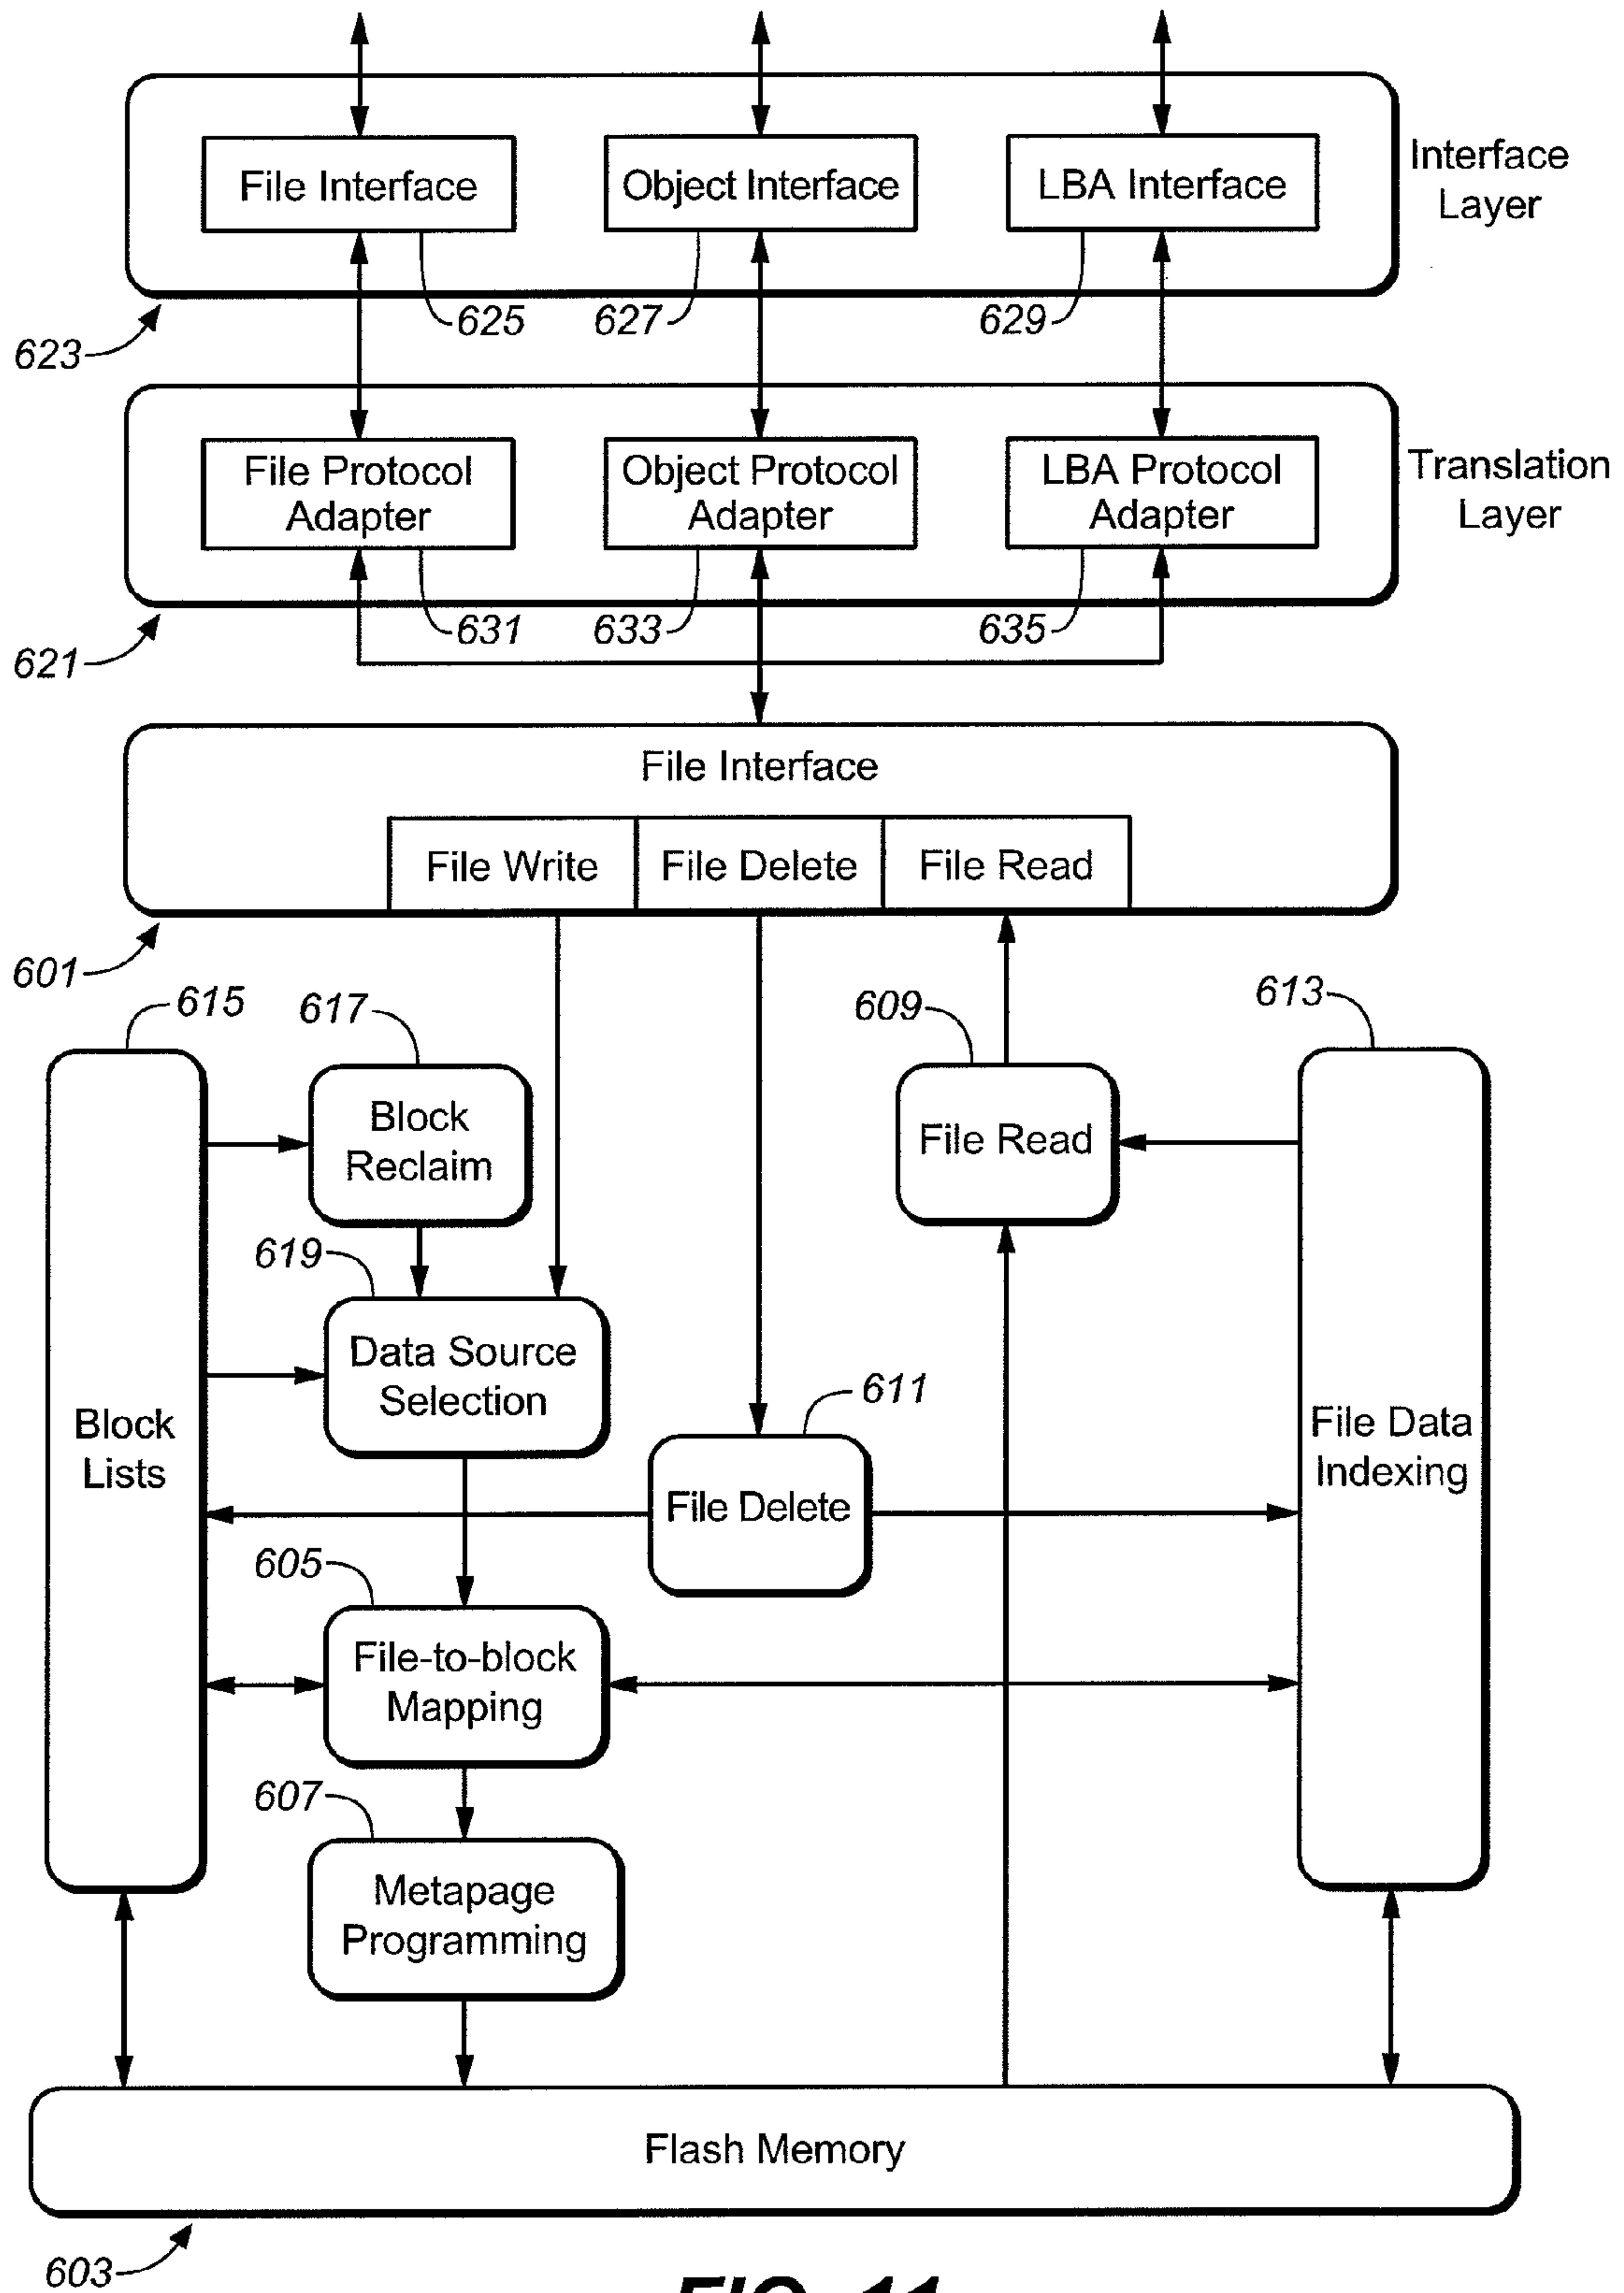 File Interface
Object Interface
LBA Interface
Interface
Layer
625
627
629
623
File Protocol
Adapter
Object Protocol
Adapter
LBA Protocol
Adapter
Translation
Layer
631
633
635
621
File Interface
File Write
File Delete
File Read
601
615
617
609
613
Block
Reclaim
File Read
619
Data Source
Selection
611
Block
Lists
File Delete
File Data
Indexing
605
File-to-block
Mapping
607
Metapage
Programming
Flash Memory
603
FIG. 11